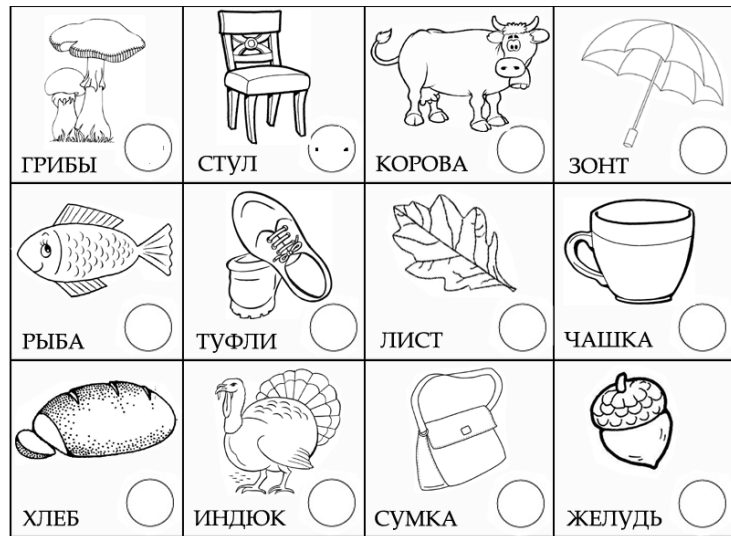 ГРИБЫ
СТУЛ
КОРОВА
ЗОНТ
РЫБА
ТУФЛИ
ЛИСТ
ЧАШКА
ХЛЕБ
ИНДЮК
СУМКА
ЖЕЛУДЬ